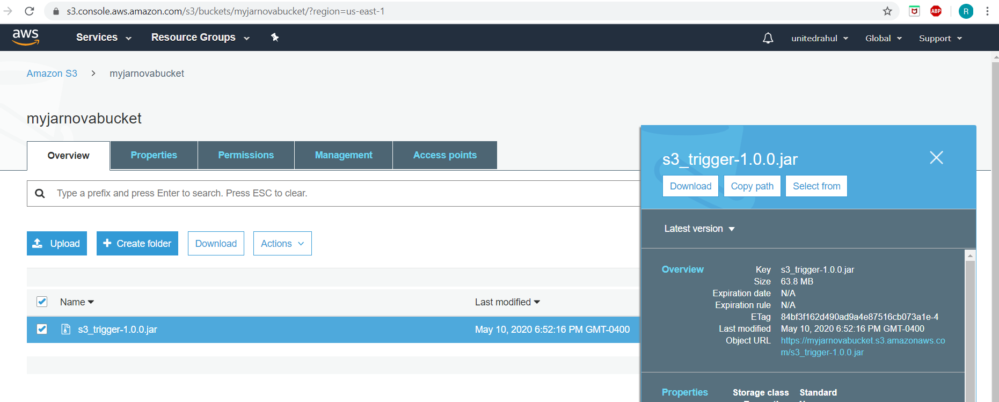 s3.console.aws.amazon.com/s3/buckets/myjarnovabucket/?region=us-east-1
ABP
R
aws
Services
Resource Groups
unitedrahul
Global
Support
Amazon S3 > myjarnovabucket
myjarnovabucket
Overview
Properties
Permissions
Management
Access points
Type a prefix and press Enter to search. Press ESC to clear.
Upload
Create folder
Download
Actions
Name
Last modified
s3_trigger-1.0.0.jar
May 10, 2020 6:52:16 PM GMT-0400
s3_trigger-1.0.0.jar
Download
Copy path
Select from
Latest version
Overview
Key s3_trigger-1.0.0.jar
Size 63.8 MB
Expiration date N/A
Expiration rule N/A
ETag 84bf3f162d490ad9a4e87516cb073a1e-4
Last modified May 10, 2020 6:52:16 PM GMT-0400
Object URL https://myjarnovabucket.s3.amazonaws.co
m/s3_trigger-1.0.0.jar
Properties
Storage class Standard